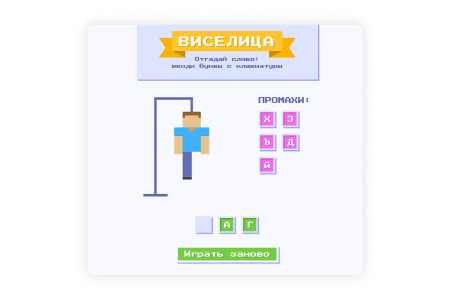 ВИСЕЛИЦА
Отгадай слово!
вводи буквы с клавиатуры
ПРОМАХИ:
Х З
Ъ Д
Й
А Г
Играть заново